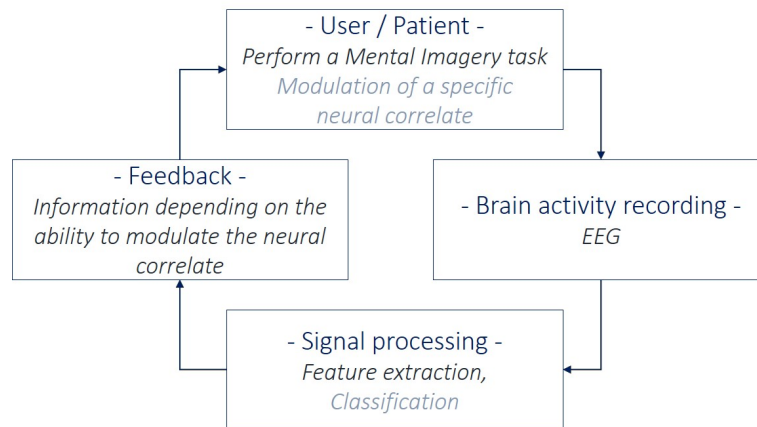 - User / Patient -
Perform a Mental Imagery task
Modulation of a specific
neural correlate
- Feedback -
Information depending on the
ability to modulate the neural
correlate
- Brain activity recording -
EEG
- Signal processing -
Feature extraction,
Classification